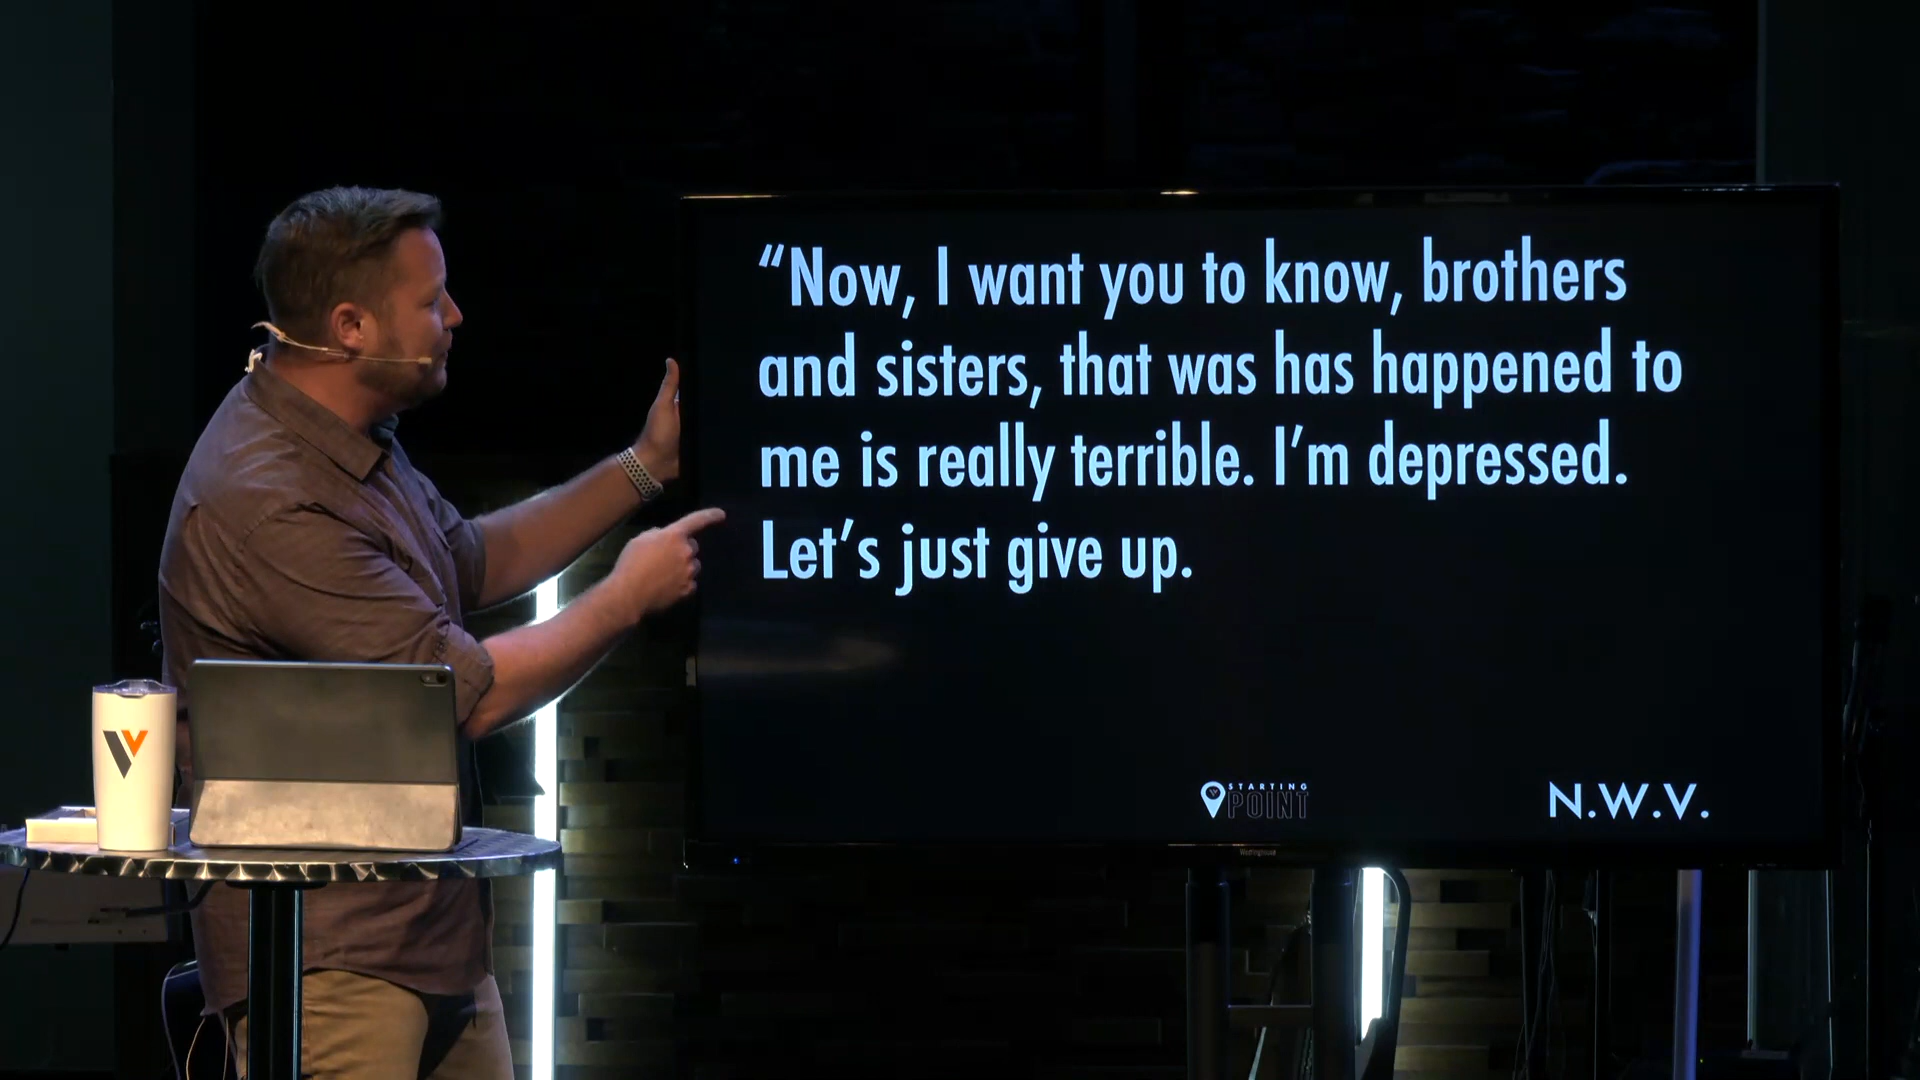 “Now, I want you to know, brothers
and sisters, that was has happened to
me is really terrible. I’m depressed.
Let’s just give up.
STARTING
POINT
N.W.V.
Westinghouse